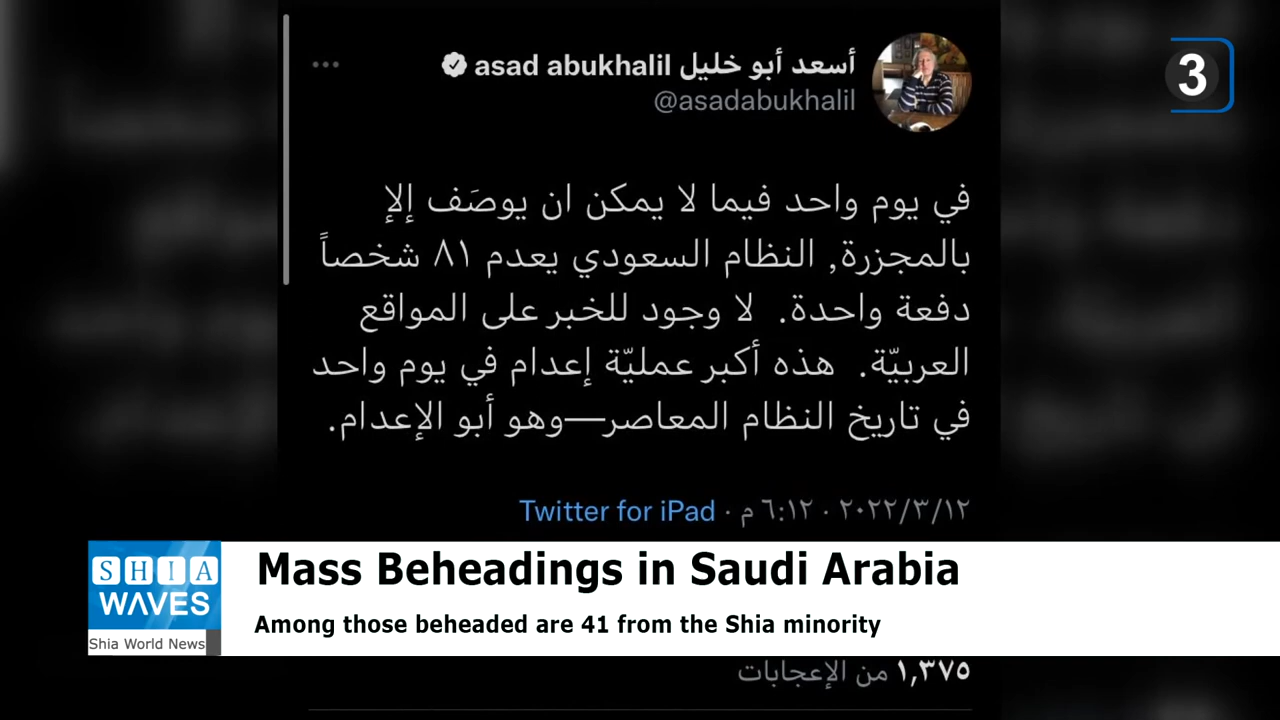 أسعد أبو خليل asad abukhalil
@asadabukhalil
3
في يوم واحد فيما لا يمكن ان يوصَف إلإ
بالمجزرة, النظام السعودي يعدم ٨١ شخصاً
دفعة واحدة. لا وجود للخبر على المواقع
العربيّة. هذه أكبر عمليّة إعدام في يوم واحد
في تاريخ النظام المعاصر—وهو أبو الإعدام.
٢٠٢٢/٣/١٢ · ٦:١٢ م · Twitter for iPad
SHIA
WAVES
Shia World News
Mass Beheadings in Saudi Arabia
Among those beheaded are 41 from the Shia minority
١,٣٧٥ من الإعجابات